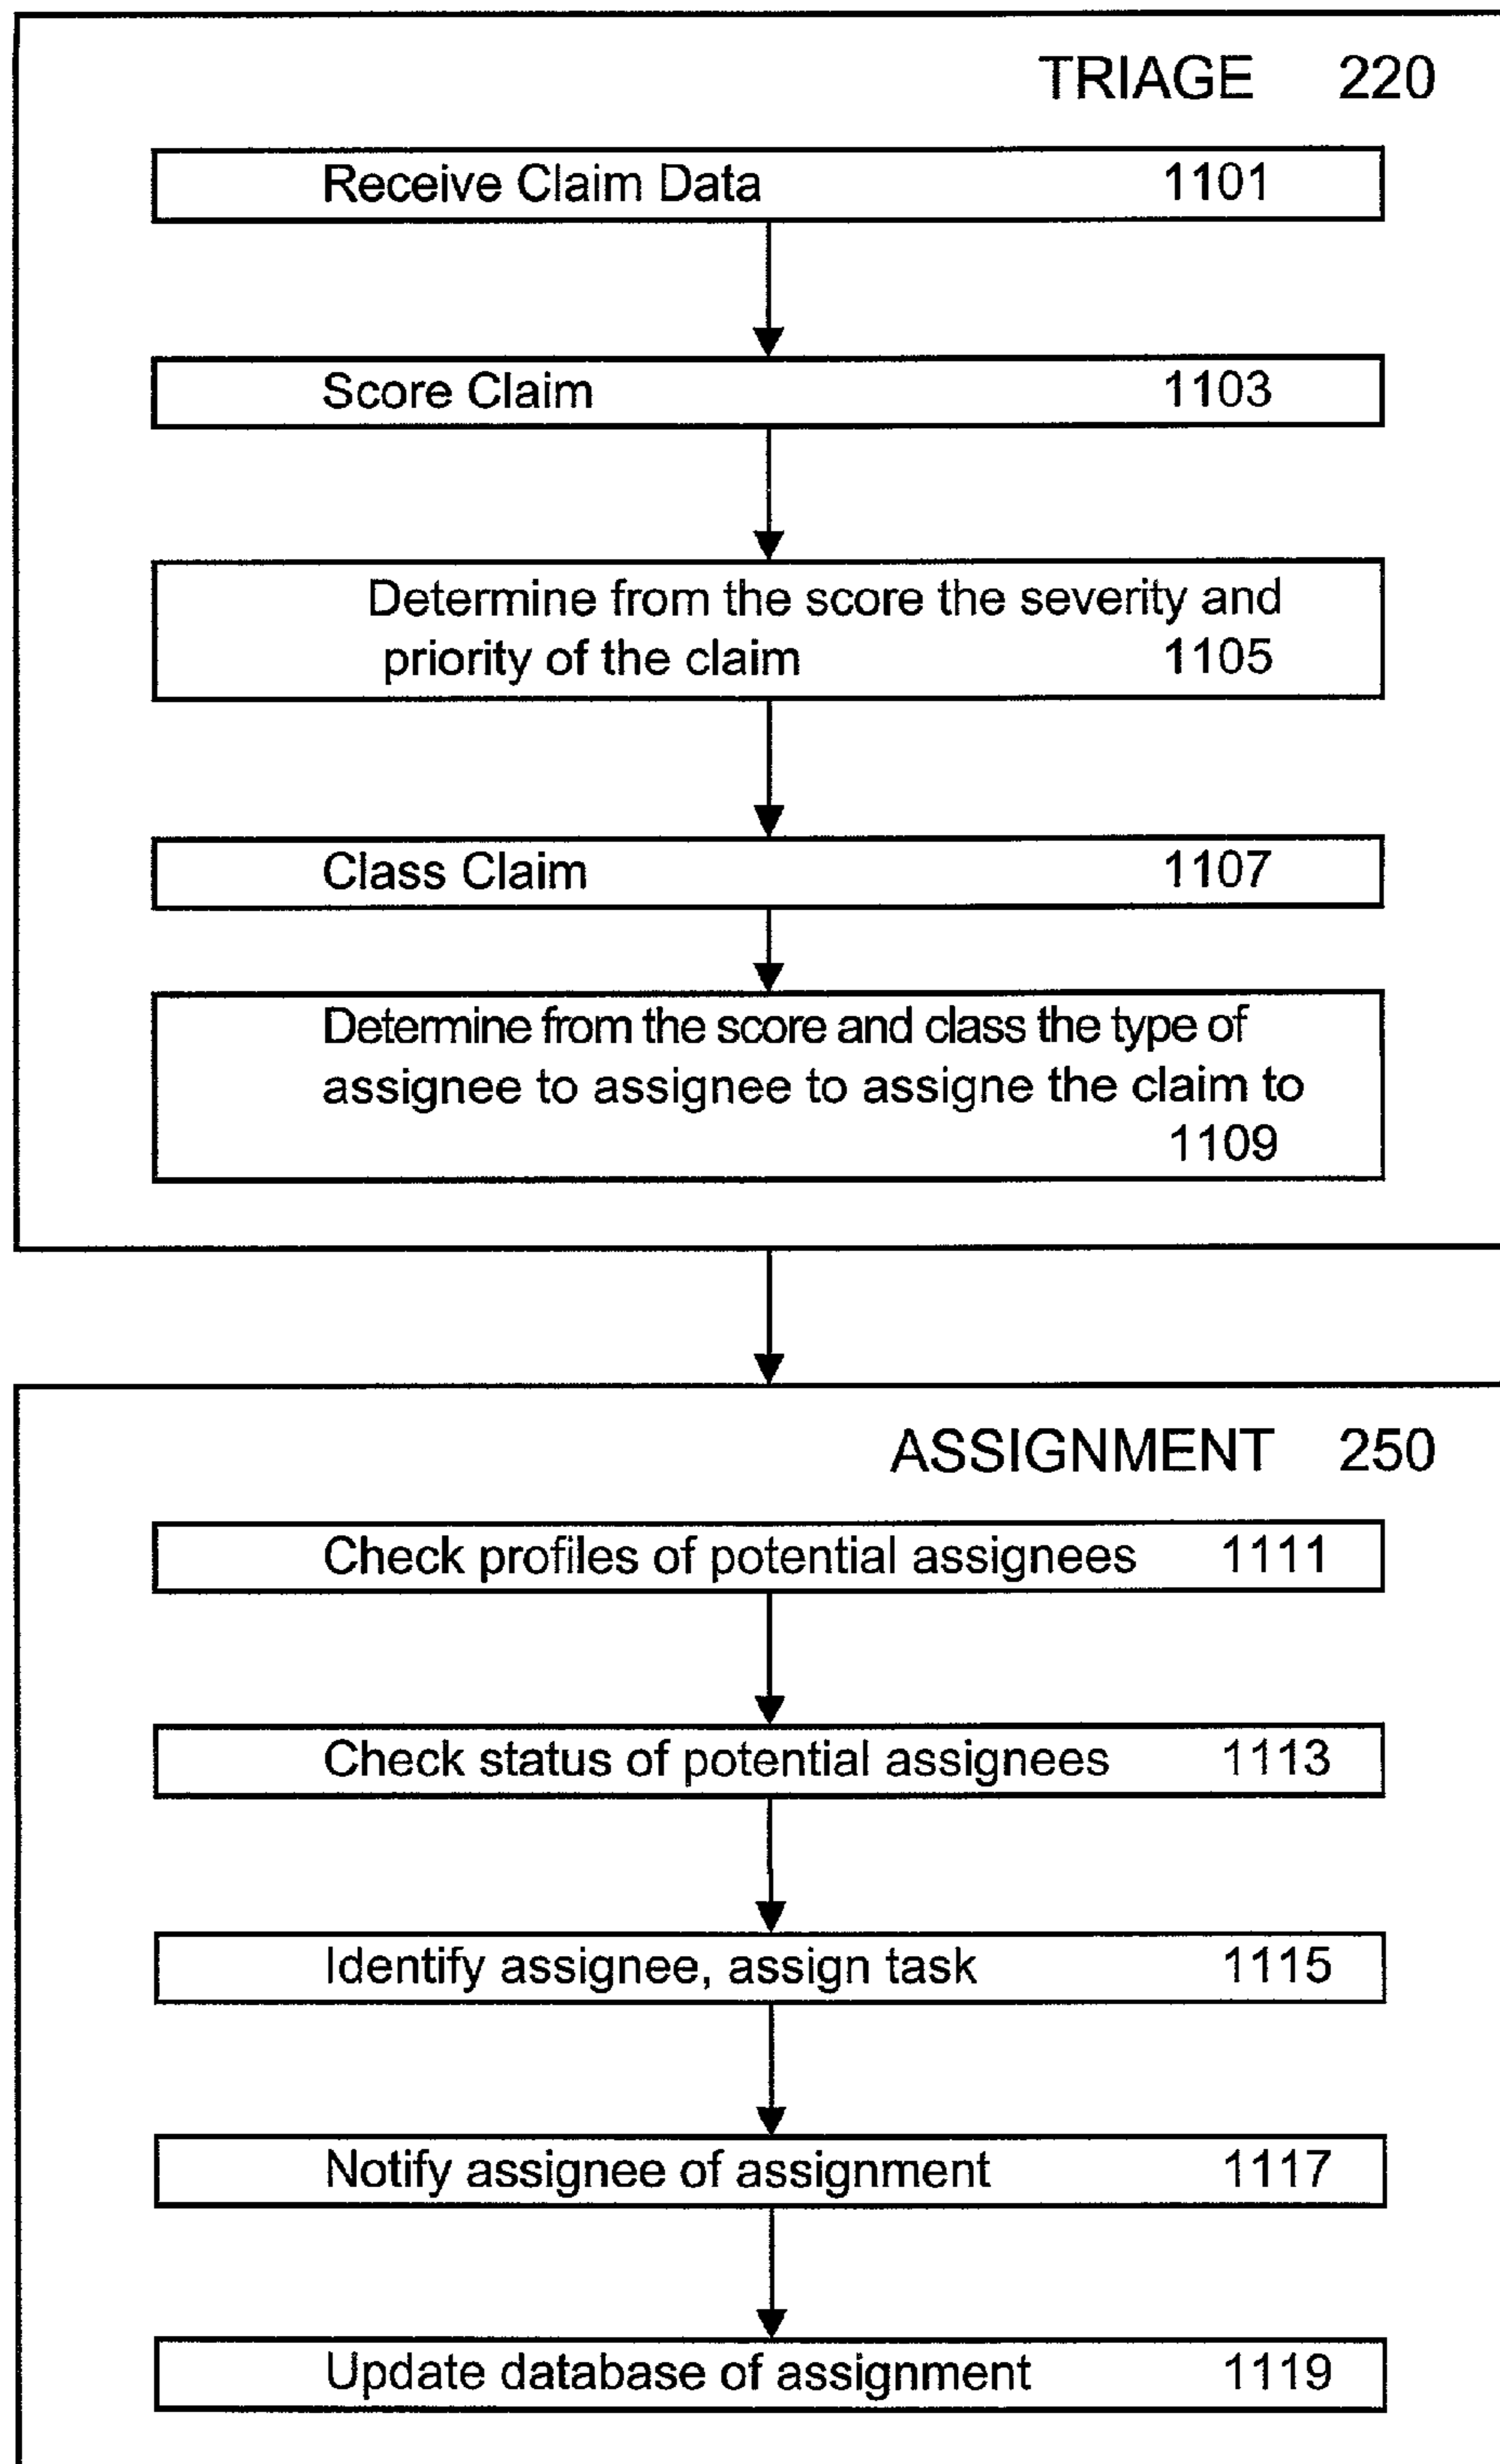 TRIAGE 220
Receive Claim Data 1101
Score Claim 1103
Determine from the score the severity and
priority of the claim 1105
Class Claim 1107
Determine from the score and class the type of
assignee to assignee to assigne the claim to
1109
ASSIGNMENT 250
Check profiles of potential assignees 1111
Check status of potential assignees 1113
Identify assignee, assign task 1115
Notify assignee of assignment 1117
Update database of assignment 1119